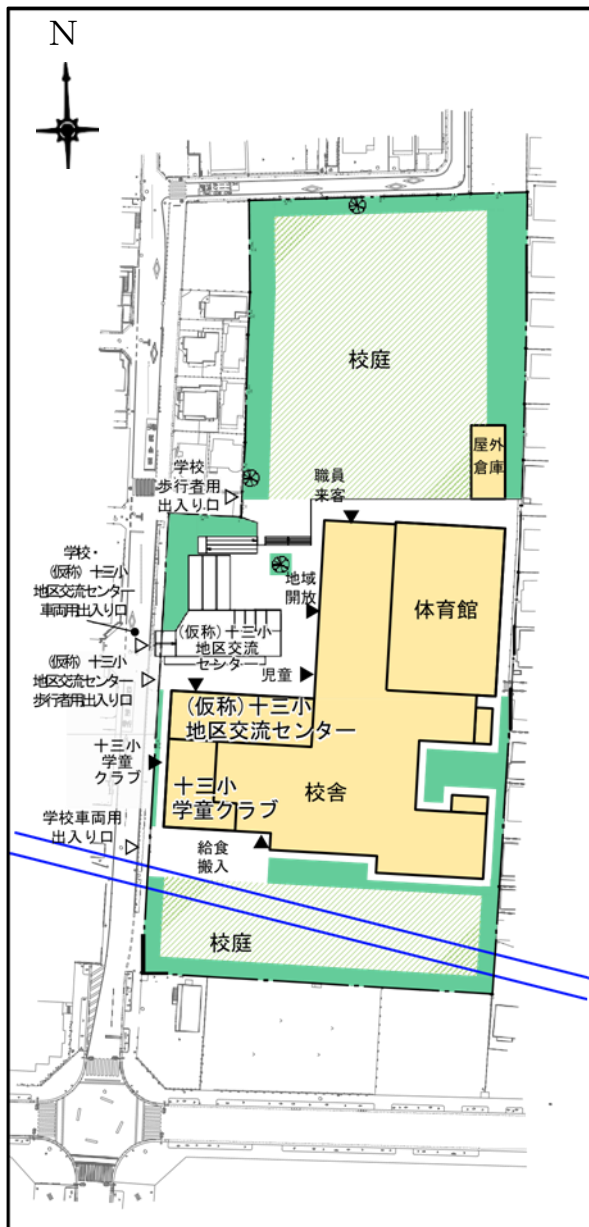 N
校庭
屋外
倉庫
学校
歩行者用
出入り口
職員
来客
学校・
(仮称) 十三小
地区交流センター
車両用出入り口
地域
開放
体育館
(仮称) 十三小
地区交流
センター
(仮称) 十三小
地区交流センター
歩行者用出入り口
児童
(仮称) 十三小
地区交流センター
十三小
学童
クラブ
十三小
学童クラブ
校舎
学校車両用
出入り口
給食
搬入
校庭